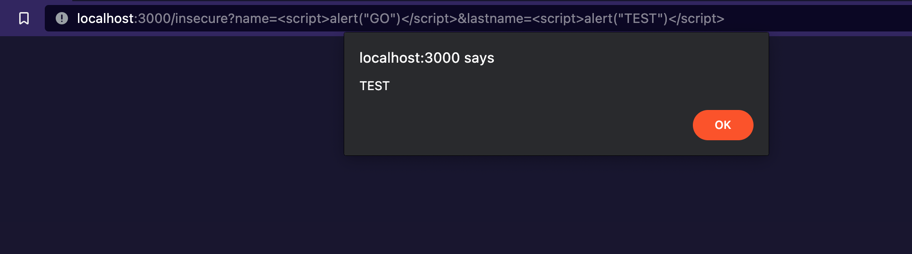 localhost:3000/insecure?name=<script>alert("GO")</script>&lastname=<script>alert("TEST")</script>
localhost:3000 says
TEST
OK